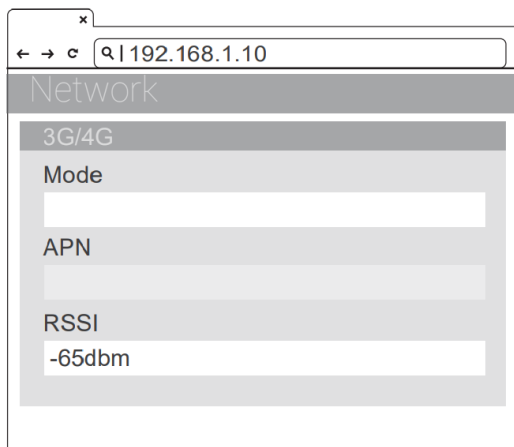 192.168.1.10
Network
3G/4G
Mode
APN
RSSI
-65dbm